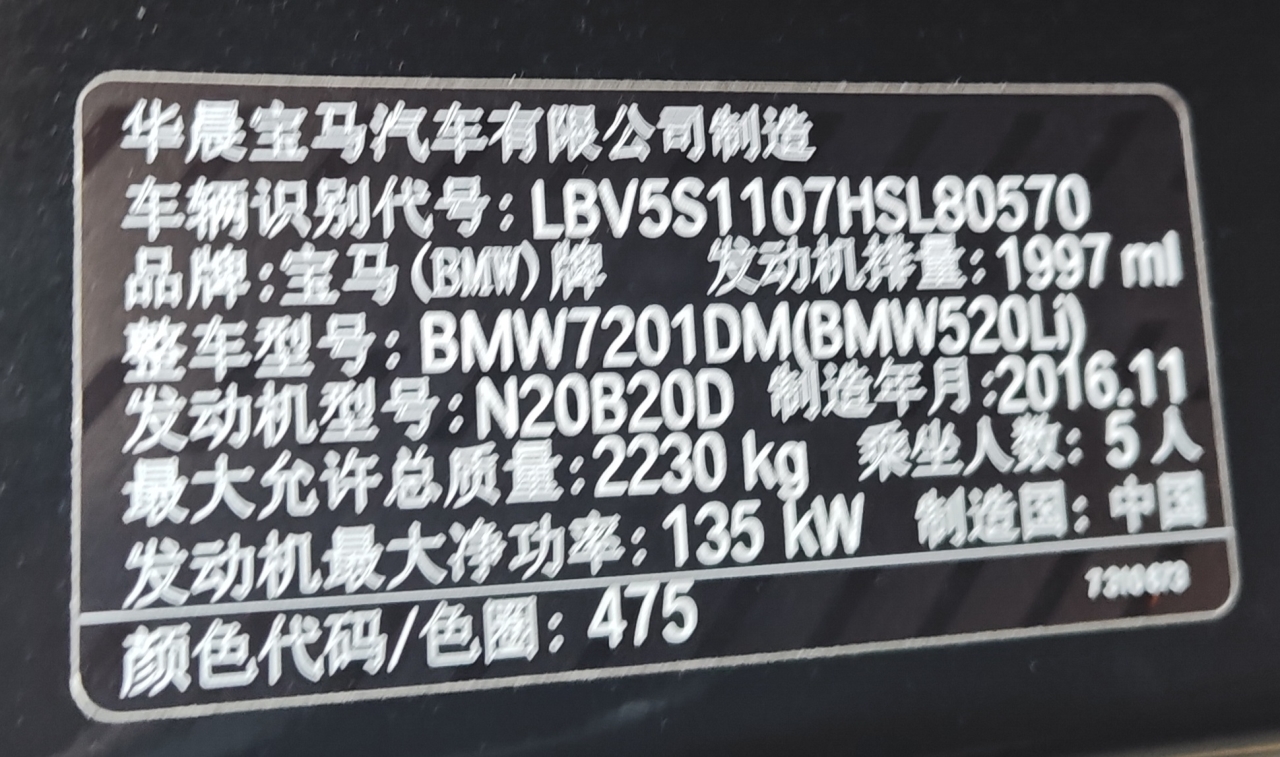 华晨宝马汽车有限公司制造
车辆识别代号: LBV5S1107HSL80570
品牌:宝马(BMW)牌 发动机排量: 1997 ml
整车型号: BMW7201DM(BMW520Li)
发动机型号: N20B20D 制造年月:2016.11
最大允许总质量:2230 kg 乘坐人数: 5 人
发动机最大净功率: 135 kW 制造国: 中国
颜色代码/色圈: 475